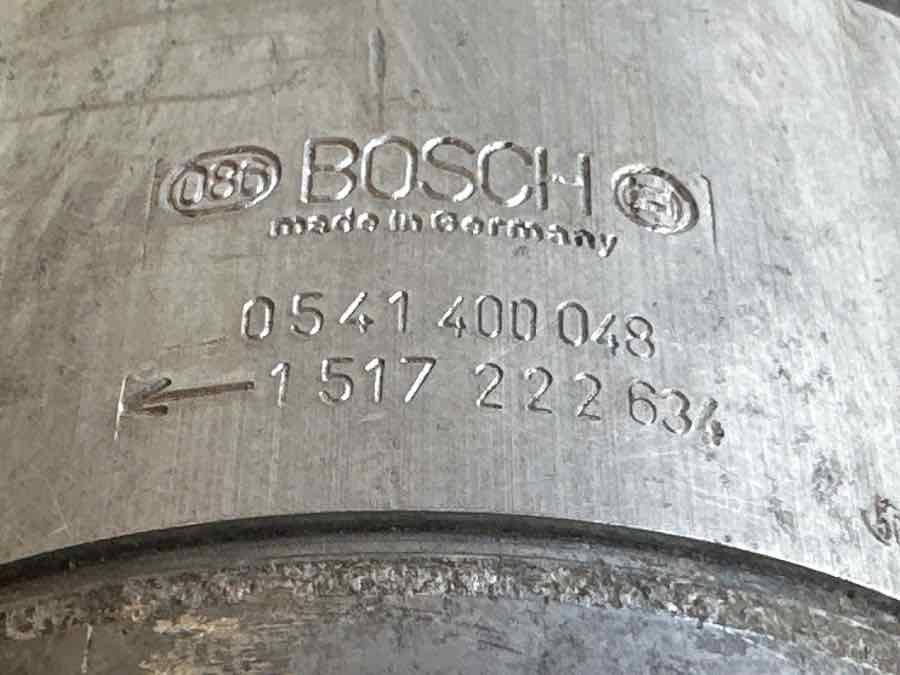 086 BOSCH
made in Germany
0 541 400 048
1 517 222 634